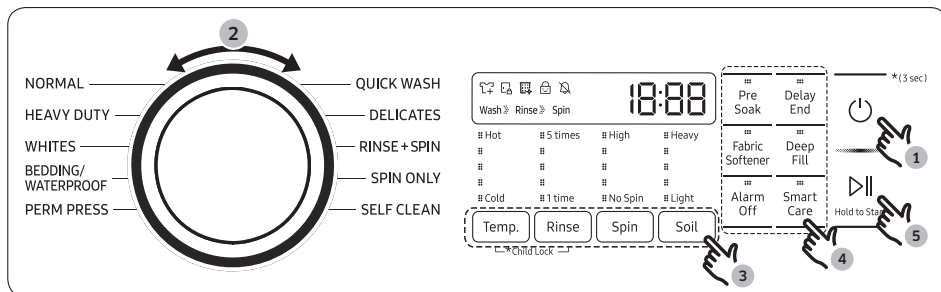 2
NORMAL
HEAVY DUTY
WHITES
BEDDING/
WATERPROOF
PERM PRESS
QUICK WASH
DELICATES
RINSE+SPIN
SPIN ONLY
SELF CLEAN
18:88
Wash》 Rinse》 Spin
Hot 5 times High Heavy
Cold 1 time No Spin Light
Temp. Rinse Spin Soil
*Child Lock
3
Pre
Soak
Delay
End
Fabric
Softener
Deep
Fill
Alarm
Off
Smart
Care
4
*(3 sec)
1
Hold to Start
5